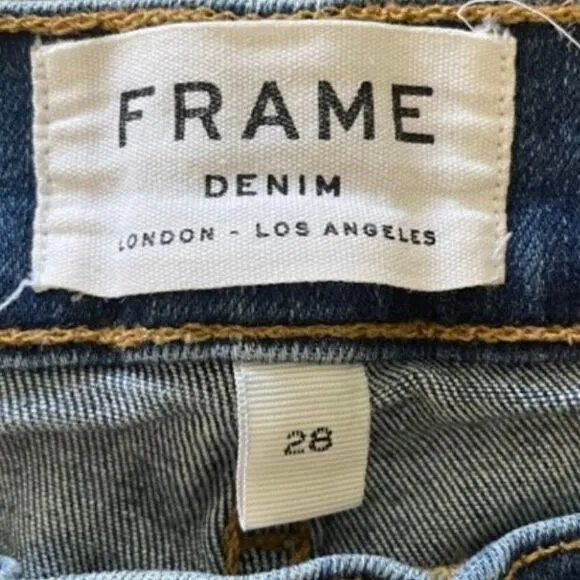 FRAME
DENIM
LONDON - LOS ANGELES
28